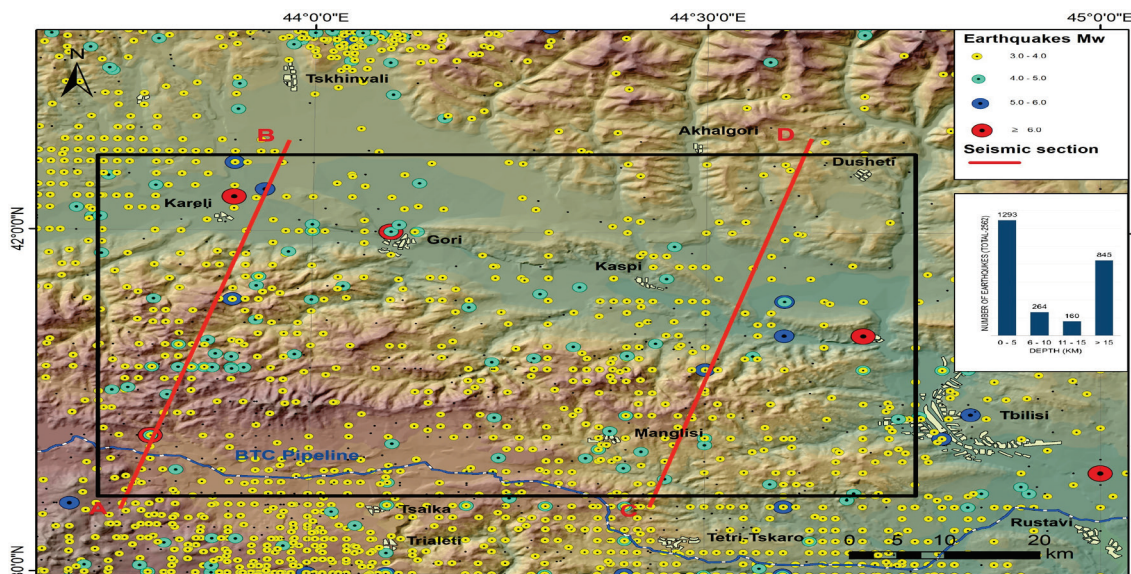 44°0'0"E
44°30'0"E
45°0'0"E
N
Tskhinvali
Earthquakes Mw
3.0 - 4.0
4.0 - 5.0
5.0 - 6.0
≥ 6.0
Seismic section
B
Akhalgori
D
Dusheti
Kareli
42°0'0"N
Gori
Kaspi
NUMBER OF EARTHQUKES (TOTAL-2562)
1293
264
160
845
0 - 5
6 - 10
11 - 15
> 15
DEPTH (KM)
Tbilisi
Manglisi
BTC Pipeline
A
Tsalka
C
Trialeti
Tetri-Tskaro
Rustavi
0
5
10
20
km